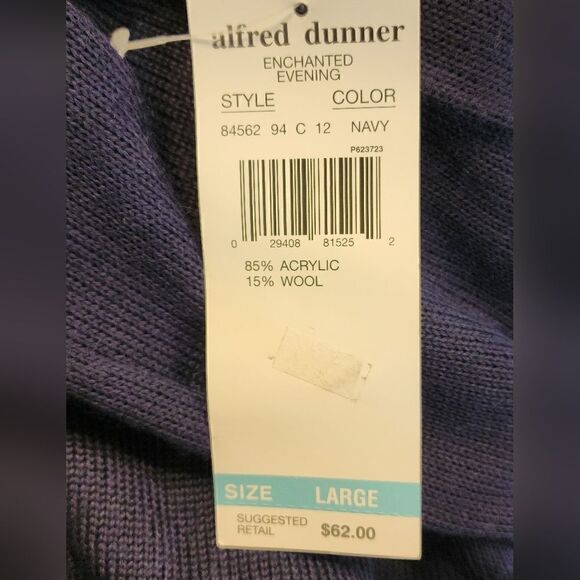 alfred dunner
ENCHANTED
EVENING
STYLE COLOR
84562 94 C 12 NAVY
P623723
0 29408 81525 2
85% ACRYLIC
15% WOOL
SIZE LARGE
SUGGESTED
RETAIL $62.00